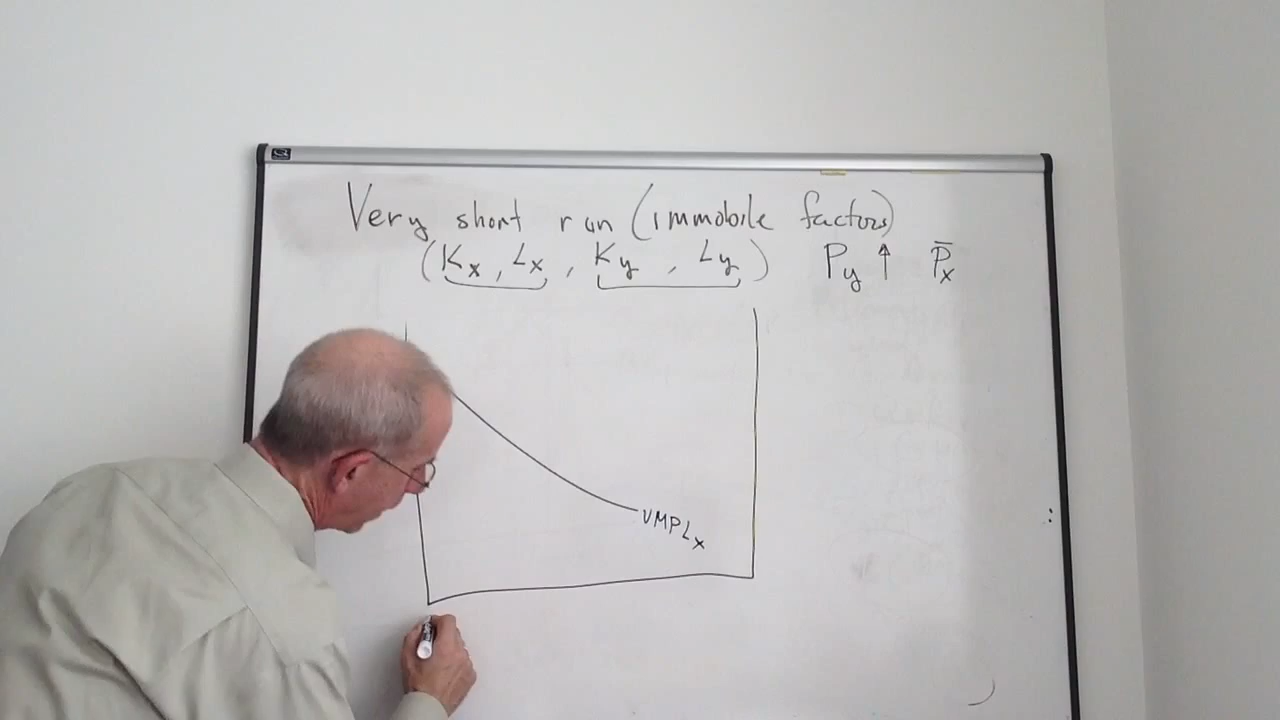 Very short run (immobile factors)
(Kx, Lx, Ky, Ly) Py ↑ P̄x
VMPLx